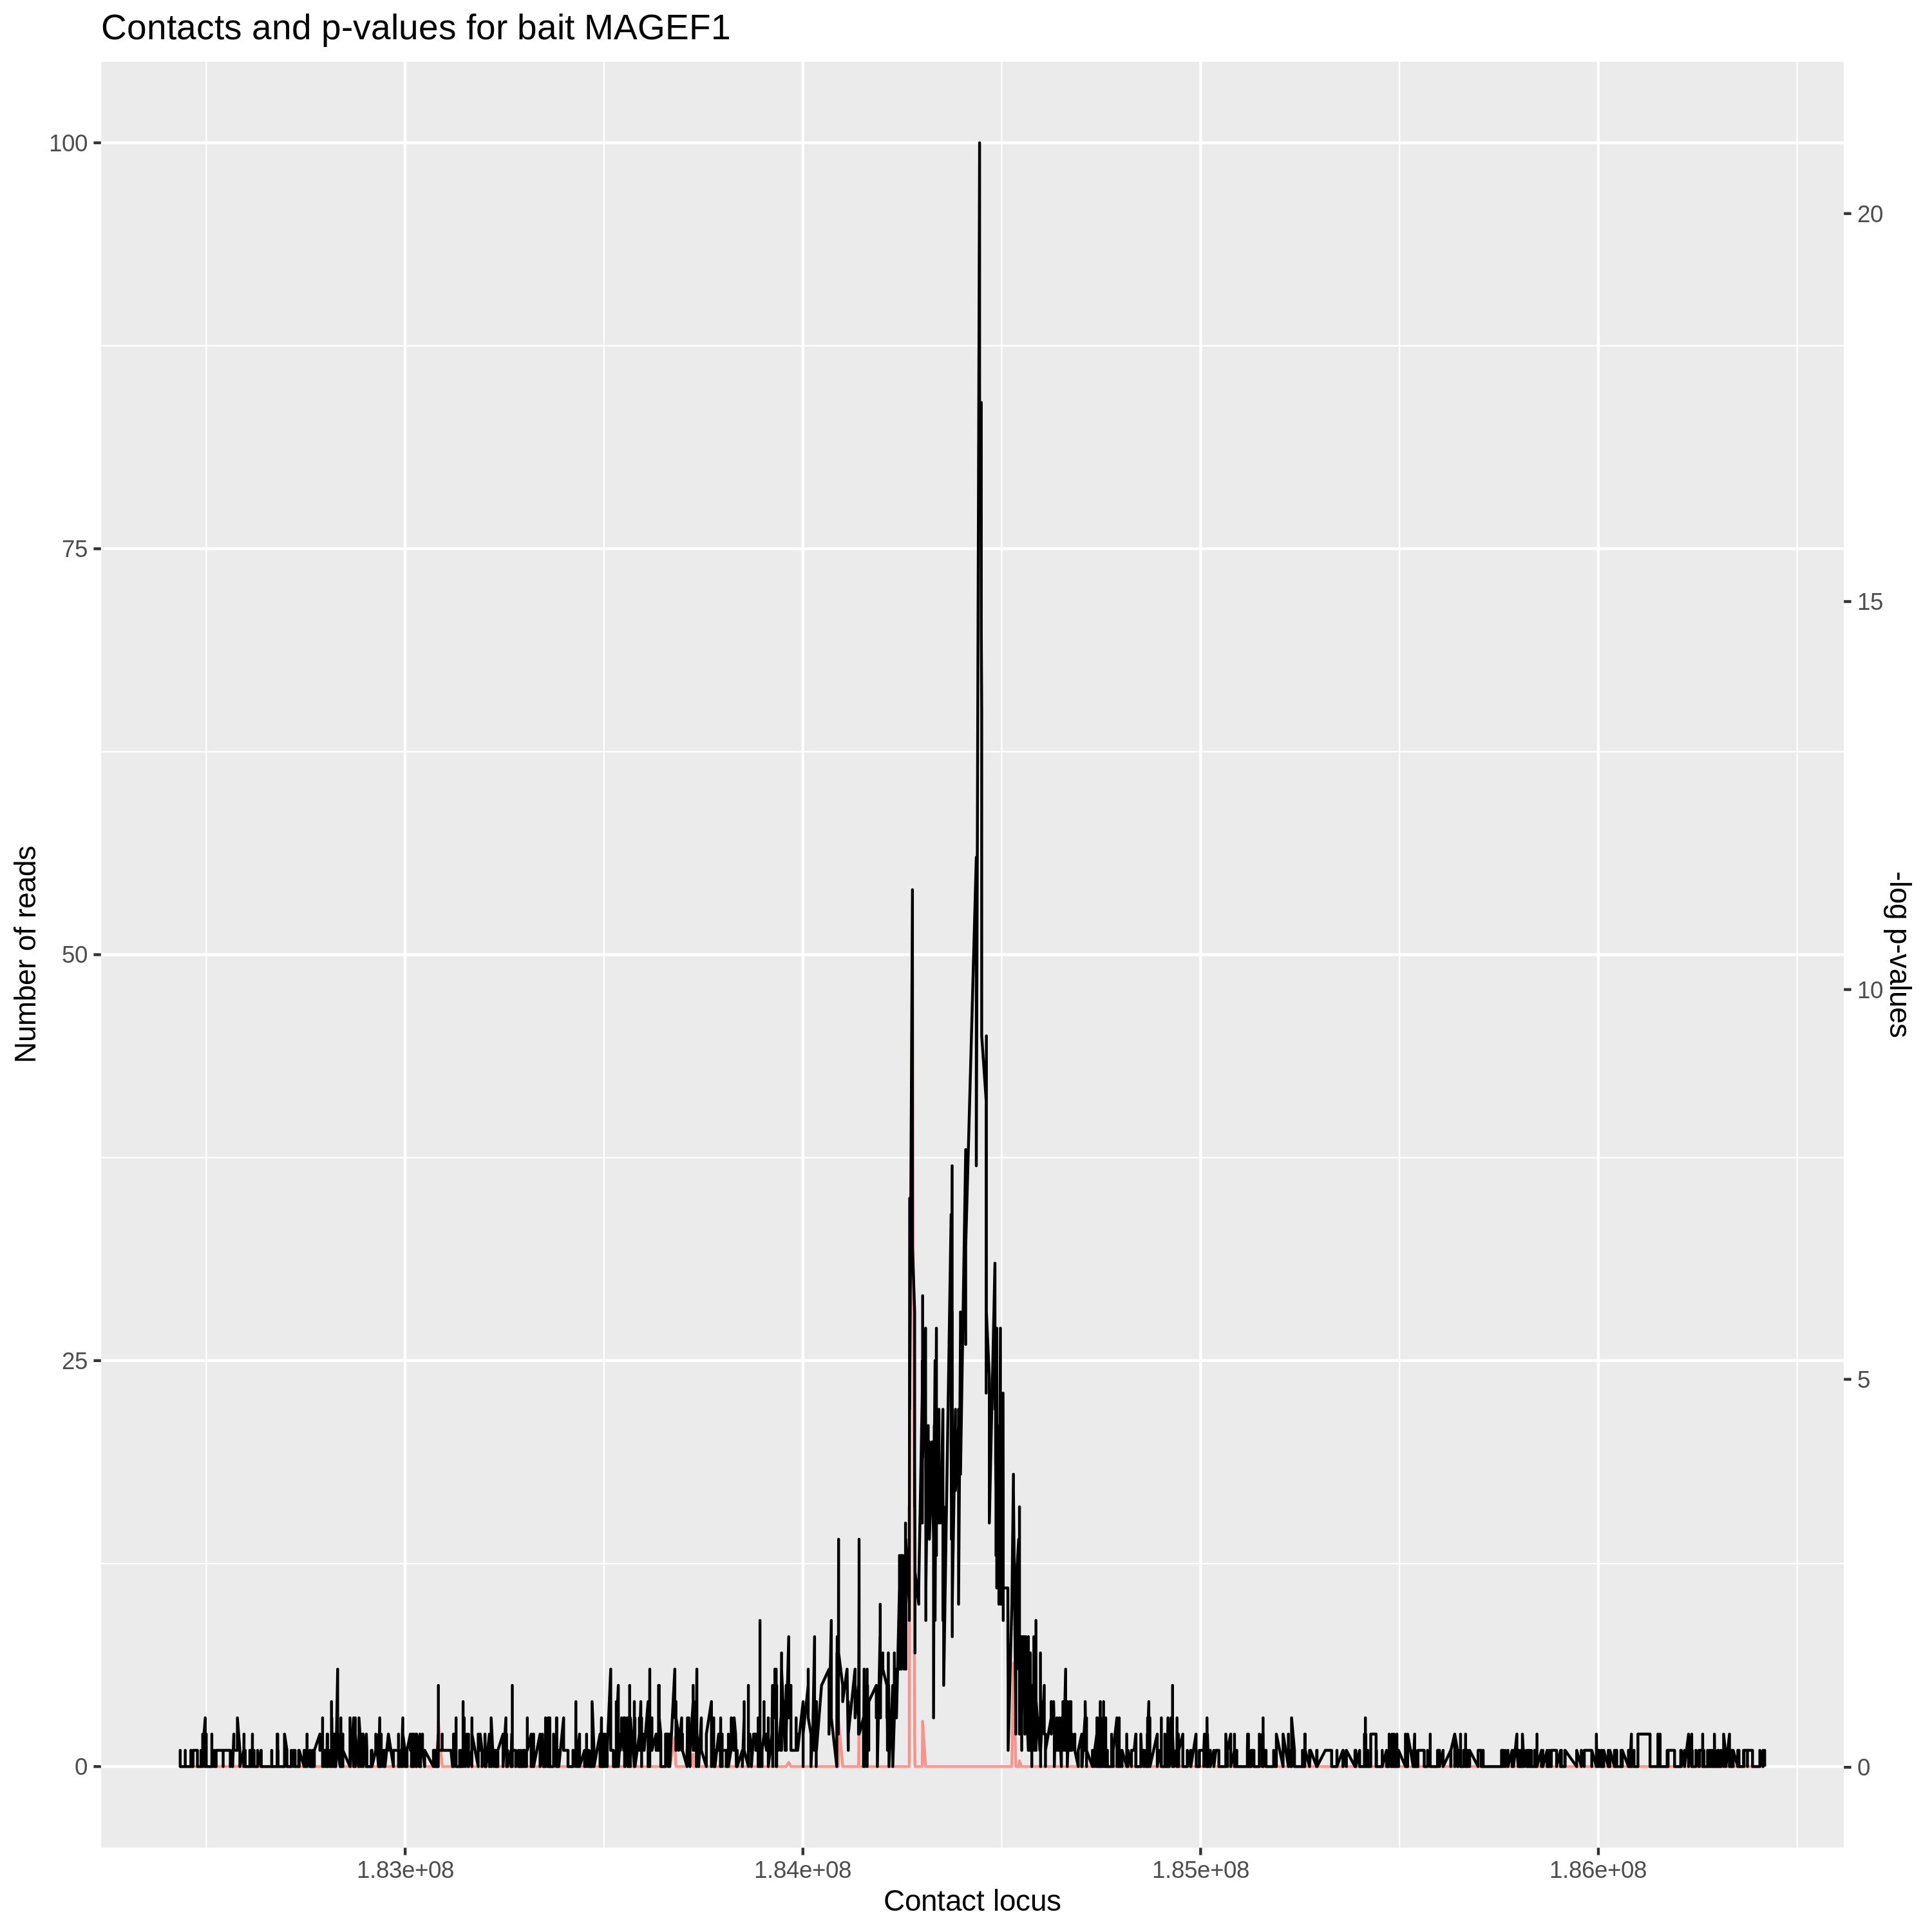 Contacts and p-values for bait MAGEF1
100
75
50
25
0
Number of reads
20
15
10
5
0
-log p-values
1.83e+08
1.84e+08
1.85e+08
1.86e+08
Contact locus